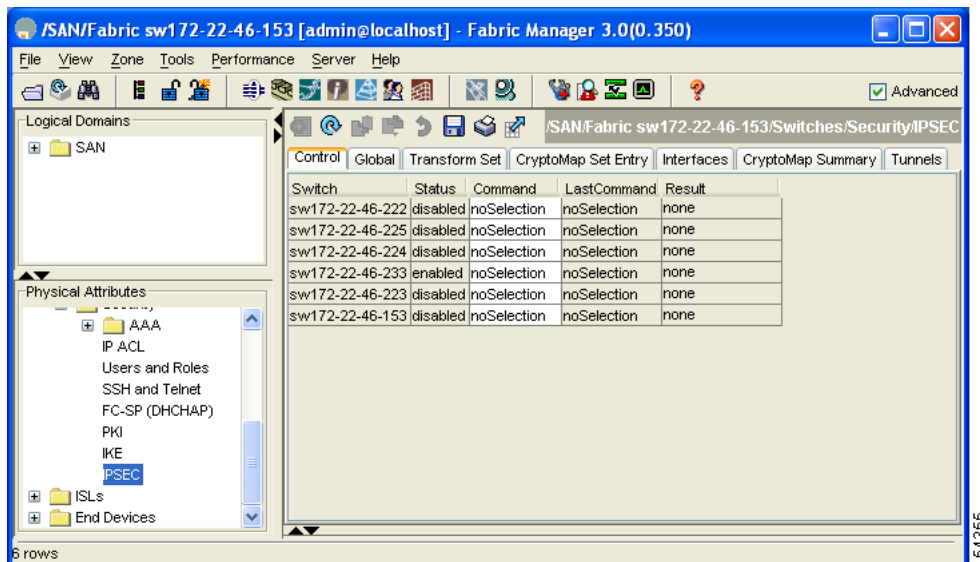 /SAN/Fabric sw172-22-46-153 [admin@localhost] - Fabric Manager 3.0(0.350)
File View Zone Tools Performance Server Help
Advanced
Logical Domains
SAN
/SAN/Fabric sw172-22-46-153/Switches/Security/IPSEC
Control Global Transform Set CryptoMap Set Entry Interfaces CryptoMap Summary Tunnels
Switch Status Command LastCommand Result
sw172-22-46-222 disabled noSelection noSelection none
sw172-22-46-225 disabled noSelection noSelection none
sw172-22-46-224 disabled noSelection noSelection none
sw172-22-46-233 enabled noSelection noSelection none
sw172-22-46-223 disabled noSelection noSelection none
sw172-22-46-153 disabled noSelection noSelection none
Physical Attributes
AAA
IP ACL
Users and Roles
SSH and Telnet
FC-SP (DHCHAP)
PKI
IKE
IPSEC
ISLs
End Devices
6 rows